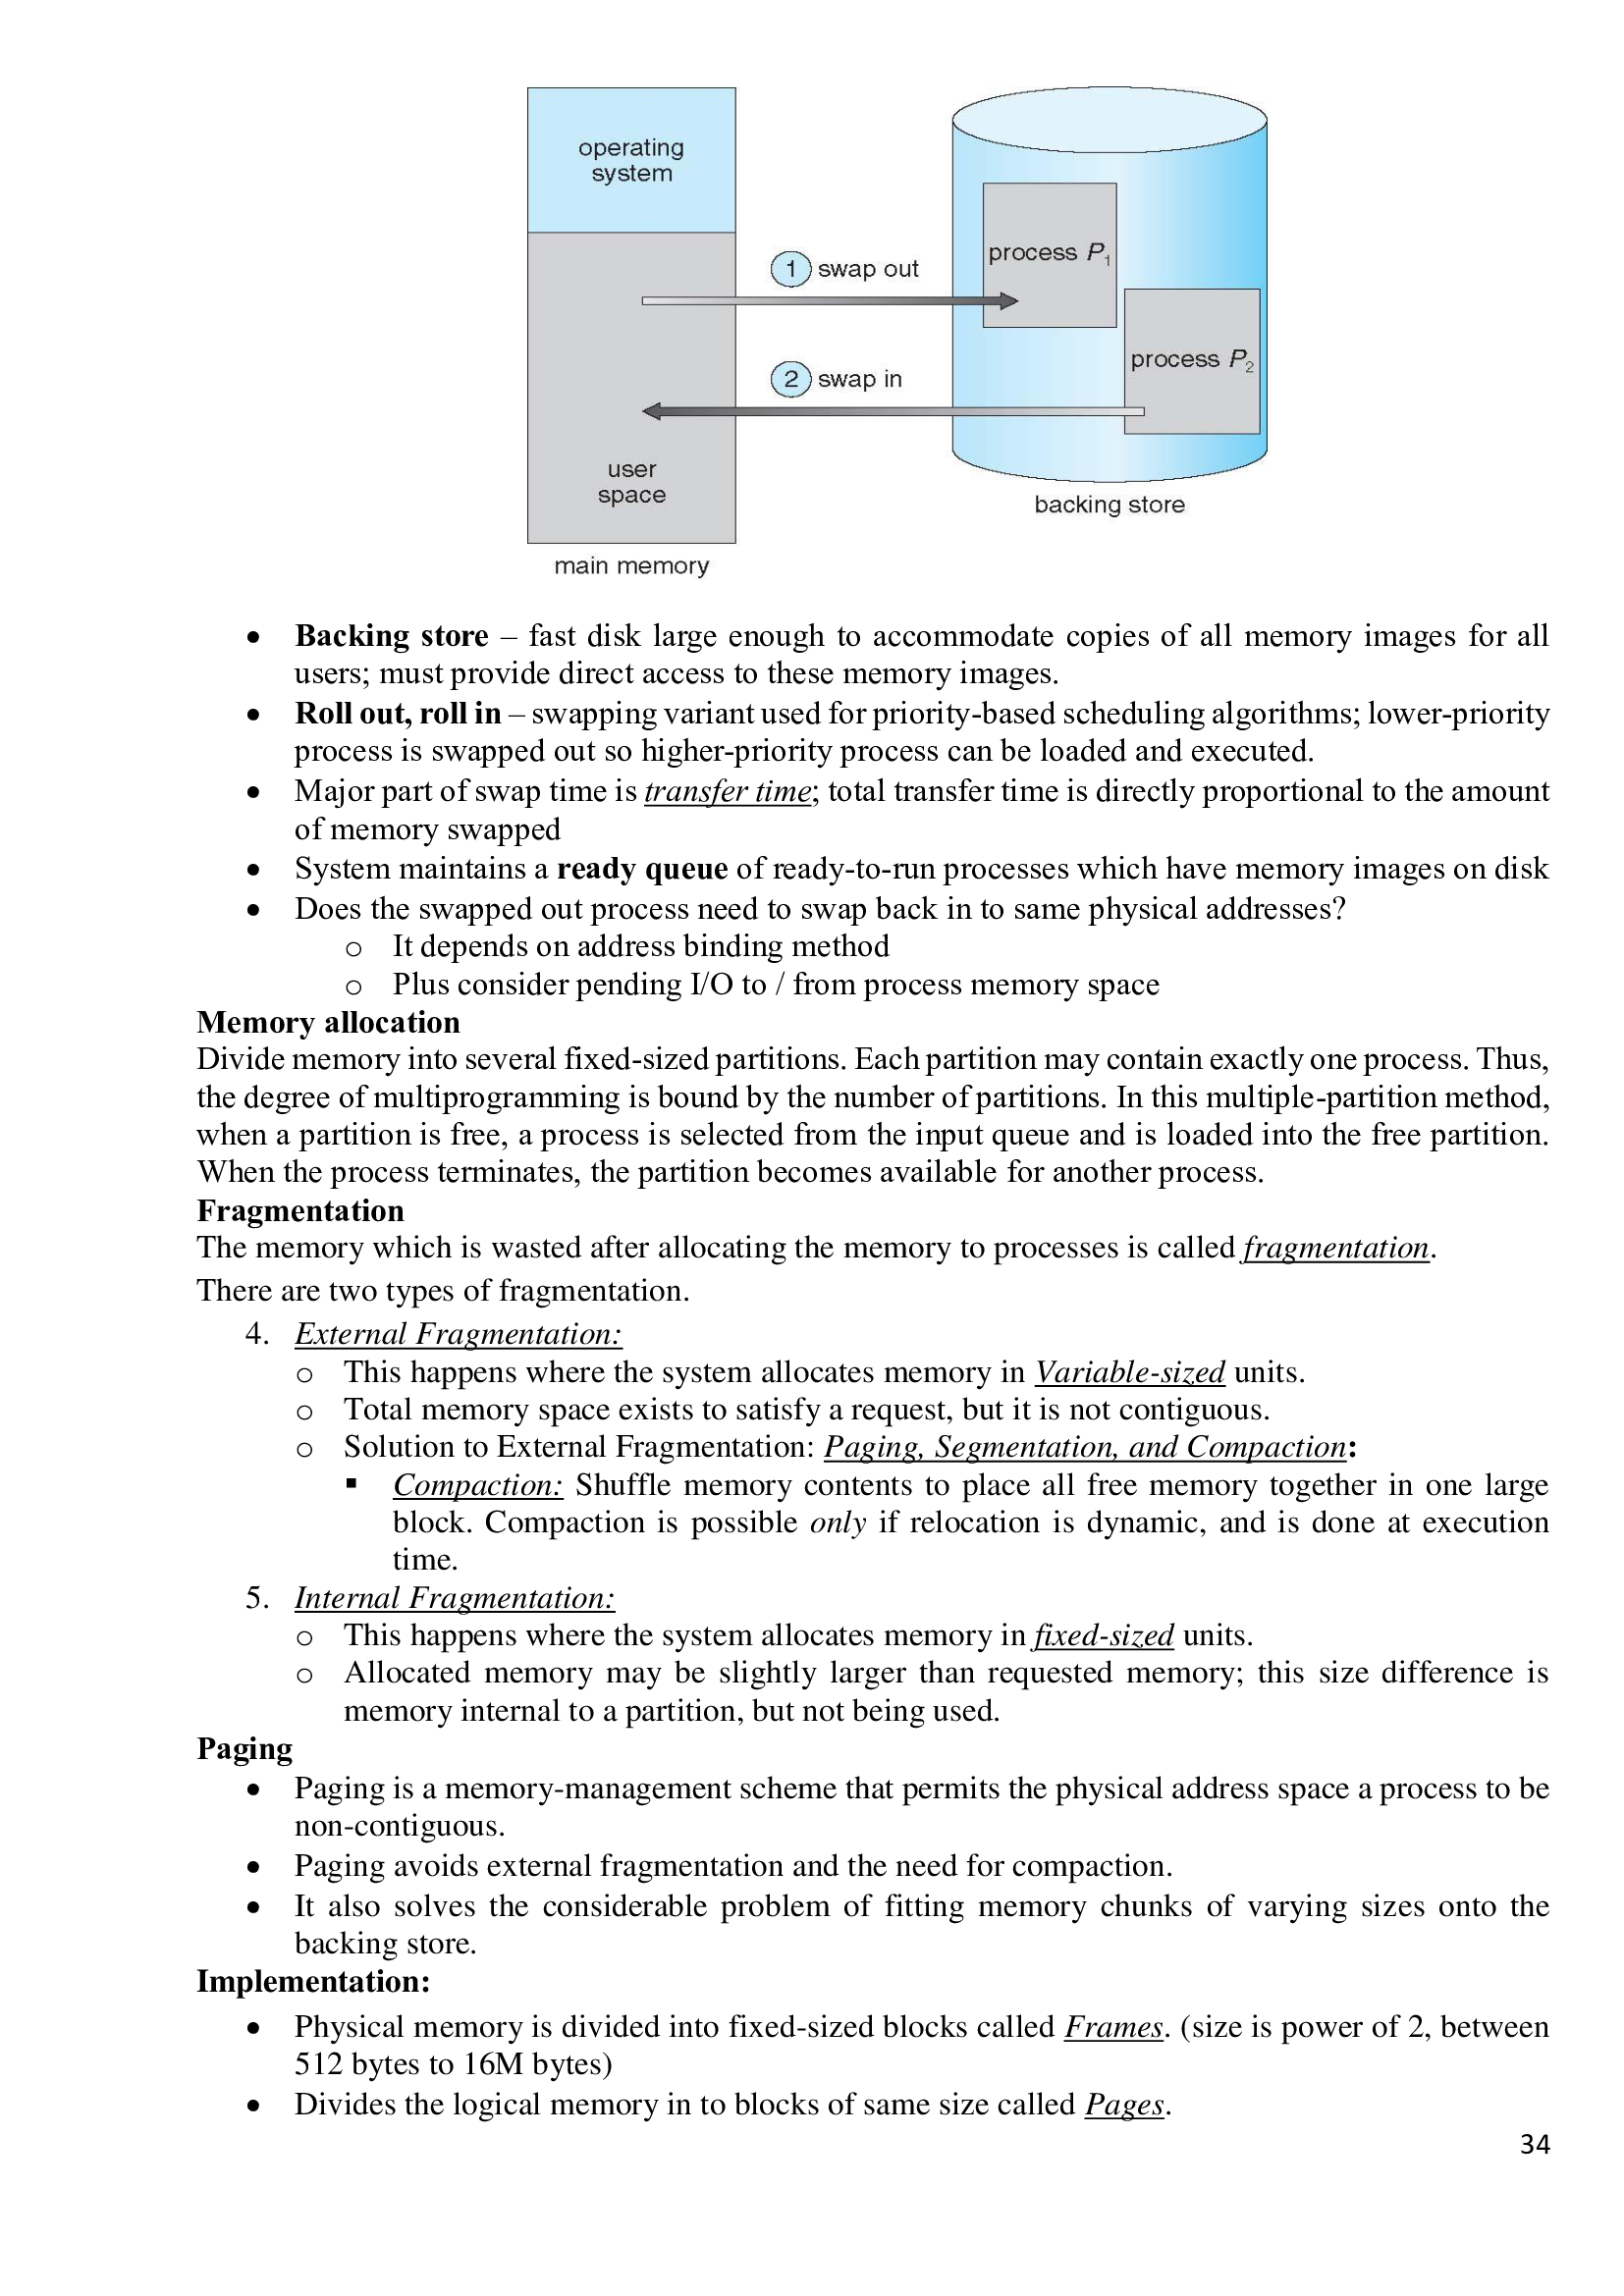 operating
system
1 swap out
process P1
process P2
2 swap in
user
space
backing store
main memory
• Backing store – fast disk large enough to accommodate copies of all memory images for all
users; must provide direct access to these memory images.
• Roll out, roll in – swapping variant used for priority-based scheduling algorithms; lower-priority
process is swapped out so higher-priority process can be loaded and executed.
• Major part of swap time is transfer time; total transfer time is directly proportional to the amount
of memory swapped
• System maintains a ready queue of ready-to-run processes which have memory images on disk
• Does the swapped out process need to swap back in to same physical addresses?
o It depends on address binding method
o Plus consider pending I/O to / from process memory space
Memory allocation
Divide memory into several fixed-sized partitions. Each partition may contain exactly one process. Thus,
the degree of multiprogramming is bound by the number of partitions. In this multiple-partition method,
when a partition is free, a process is selected from the input queue and is loaded into the free partition.
When the process terminates, the partition becomes available for another process.
Fragmentation
The memory which is wasted after allocating the memory to processes is called fragmentation.
There are two types of fragmentation.
4. External Fragmentation:
o This happens where the system allocates memory in Variable-sized units.
o Total memory space exists to satisfy a request, but it is not contiguous.
o Solution to External Fragmentation: Paging, Segmentation, and Compaction:
▪ Compaction: Shuffle memory contents to place all free memory together in one large
block. Compaction is possible only if relocation is dynamic, and is done at execution
time.
5. Internal Fragmentation:
o This happens where the system allocates memory in fixed-sized units.
o Allocated memory may be slightly larger than requested memory; this size difference is
memory internal to a partition, but not being used.
Paging
• Paging is a memory-management scheme that permits the physical address space a process to be
non-contiguous.
• Paging avoids external fragmentation and the need for compaction.
• It also solves the considerable problem of fitting memory chunks of varying sizes onto the
backing store.
Implementation:
• Physical memory is divided into fixed-sized blocks called Frames. (size is power of 2, between
512 bytes to 16M bytes)
• Divides the logical memory in to blocks of same size called Pages.
34